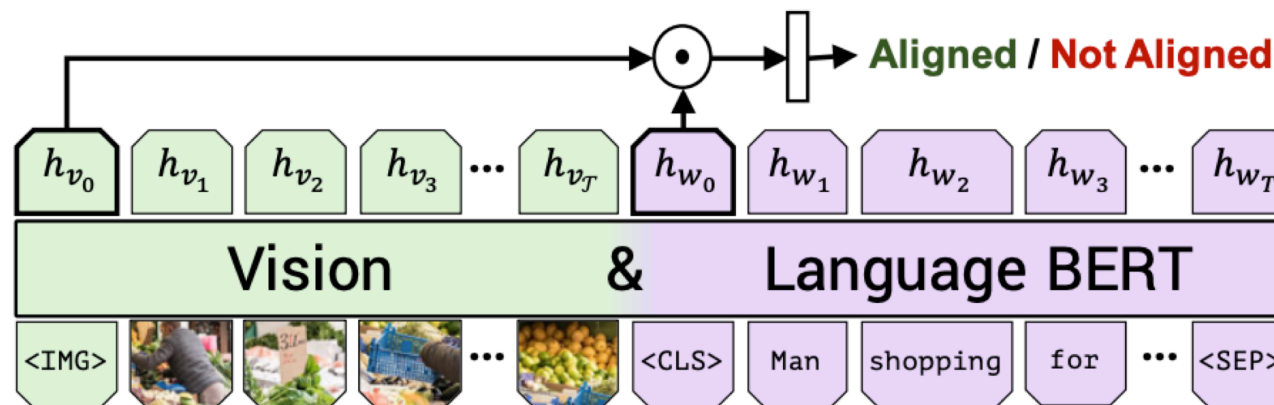 Aligned / Not Aligned
h_{v_0} h_{v_1} h_{v_2} h_{v_3} ... h_{v_𝒯} h_{w_0} h_{w_1} h_{w_2} h_{w_3} ... h_{w_T}
Vision & Language BERT
<IMG> ... <CLS> Man shopping for ... <SEP>